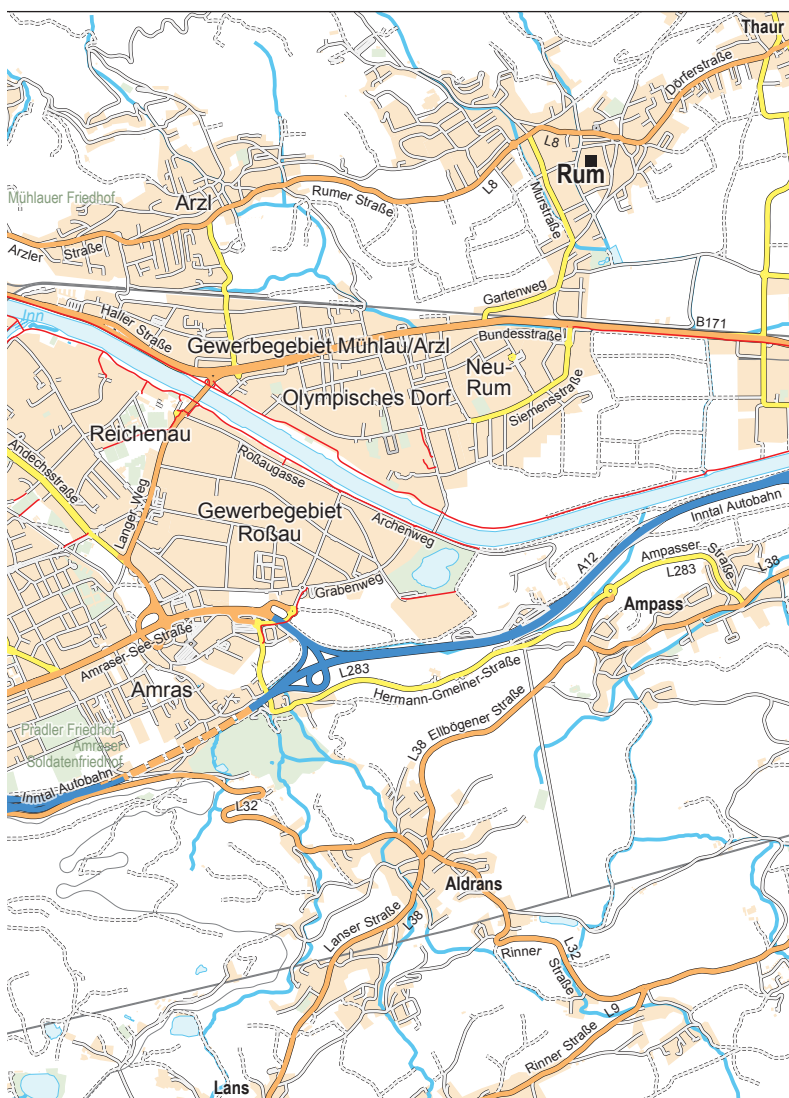 Thaur
Dörferstraße
L8
Rum
Mühlauer Friedhof
Arzl
Rumer Straße
L8
Murstraße
Arzler Straße
Gartenweg
Inn
Haller Straße
B171
Bundesstraße
Gewerbegebiet Mühlau/Arzl
Neu-
Rum
Olympisches Dorf
Siemensstraße
Reichenau
Andechsstraße
Roßaugasse
Langer Weg
Gewerbegebiet
Roßau
Archenweg
Inntal Autobahn
A12
Ampasser Straße
L283
L38
Grabenweg
Ampass
Amraser-See-Straße
L283
Amras
Hermann-Gmeiner-Straße
Ellbögener Straße
L38
Pradler Friedhof
Amraser
Soldatenfriedhof
Inntal-Autobahn
L32
Aldrans
Lanser Straße
L38
Rinner Straße
L32
L9
Rinner Straße
Lans